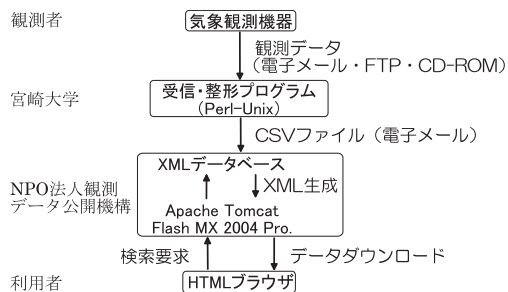 観測者
気象観測機器
観測データ
（電子メール・FTP・CD-ROM）
宮崎大学
受信・整形プログラム
(Perl-Unix)
CSVファイル（電子メール）
NPO法人観測
データ公開機構
XMLデータベース
XML生成
Apache Tomcat
Flash MX 2004 Pro.
検索要求
データダウンロード
利用者
HTMLブラウザ